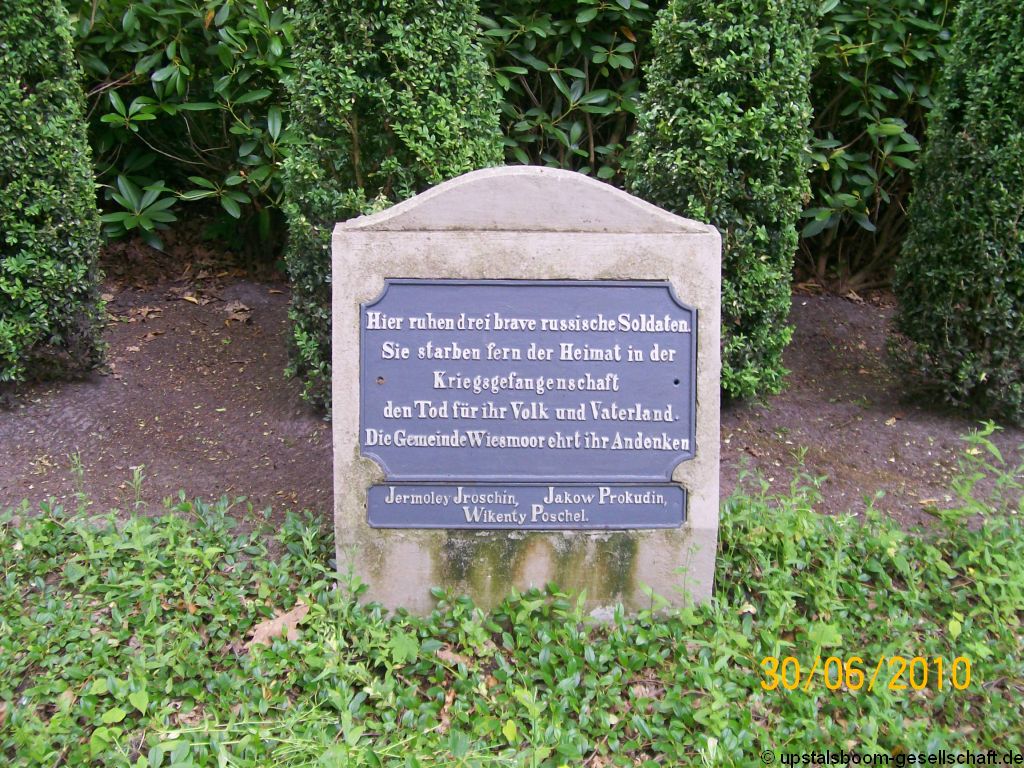 Hier ruhen drei brave russische Soldaten.
Sie starben fern der Heimat in der
Kriegsgefangenschaft
den Tod für ihr Volk und Vaterland.
Die Gemeinde Wiesmoor ehrt ihr Andenken
Jermoley Jroschin, Jakow Prokudin,
Wikenty Poschel.
30/06/2010
© upstalsboom-gesellschaft.de